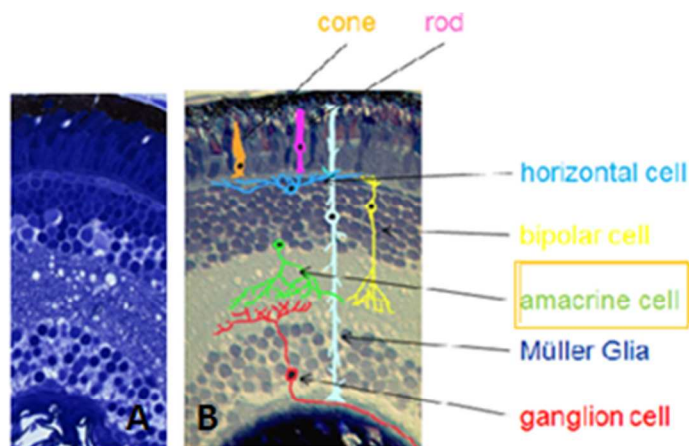 cone rod
horizontal cell
bipolar cell
amacrine cell
Müller Glia
ganglion cell
A B